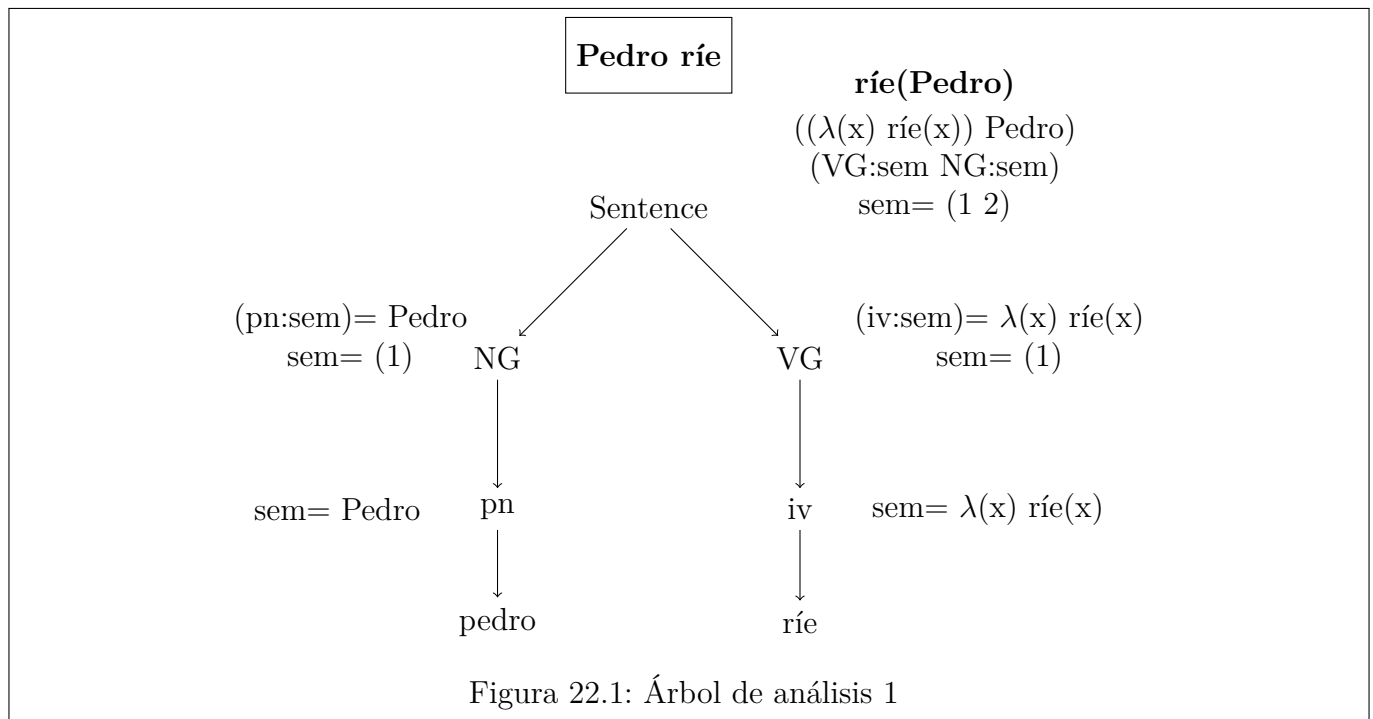 Pedro ríe
ríe(Pedro)
((λ(x) ríe(x)) Pedro)
(VG:sem NG:sem)
sem= (1 2)
Sentence
(pn:sem)= Pedro
sem= (1)
NG
VG
(iv:sem)= λ(x) ríe(x)
sem= (1)
sem= Pedro
pn
iv
sem= λ(x) ríe(x)
pedro
ríe
Figura 22.1: Árbol de análisis 1